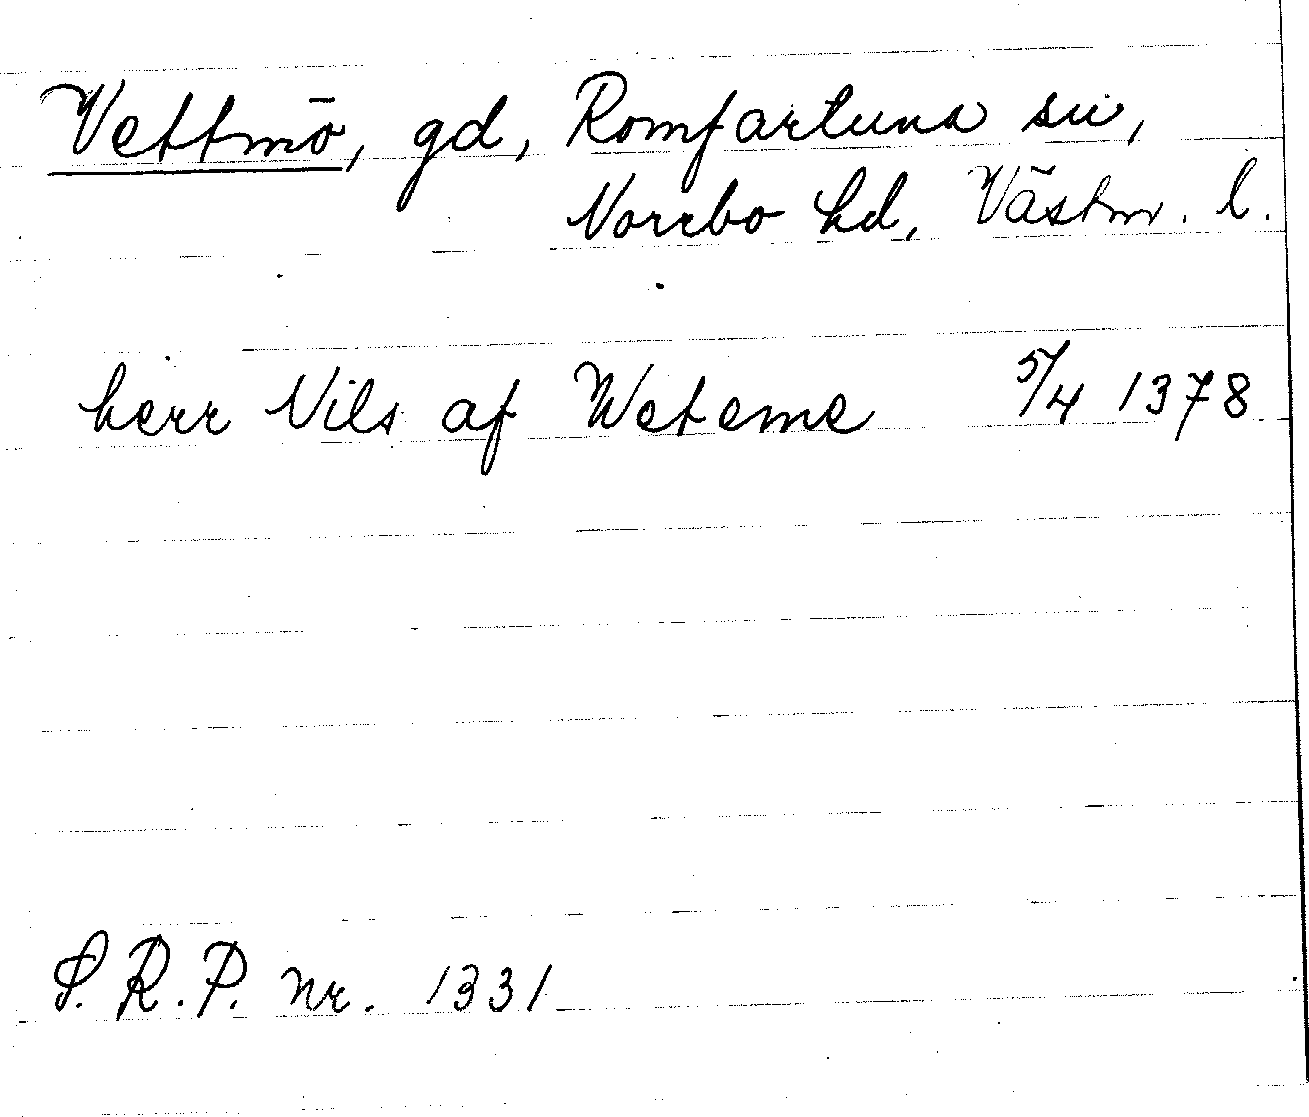 Vettmö, gd, Romfartuna sn,
Norrbo hd, Västm. l.
herr Nils af Weteme 5/4 1378
S.R.P. nr. 1331